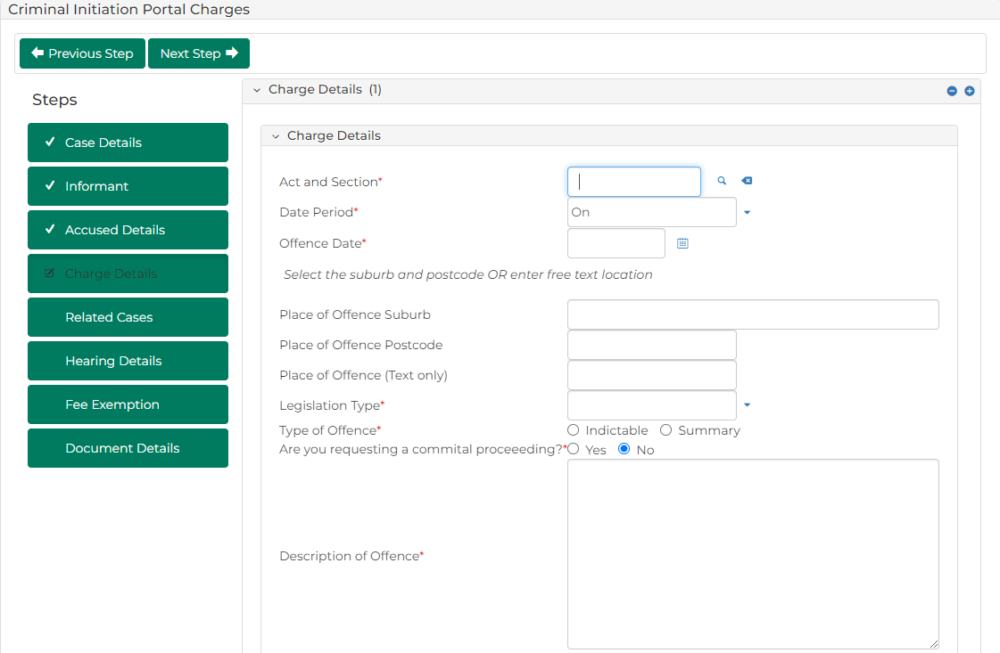 Criminal Initiation Portal Charges
Previous Step
Next Step
Steps
Case Details
Informant
Accused Details
Charge Details
Related Cases
Hearing Details
Fee Exemption
Document Details
Charge Details (1)
Charge Details
Act and Section*
Date Period* On
Offence Date*
Select the suburb and postcode OR enter free text location
Place of Offence Suburb
Place of Offence Postcode
Place of Offence (Text only)
Legislation Type*
Type of Offence* Indictable Summary
Are you requesting a commital proceeeding?* Yes No
Description of Offence*